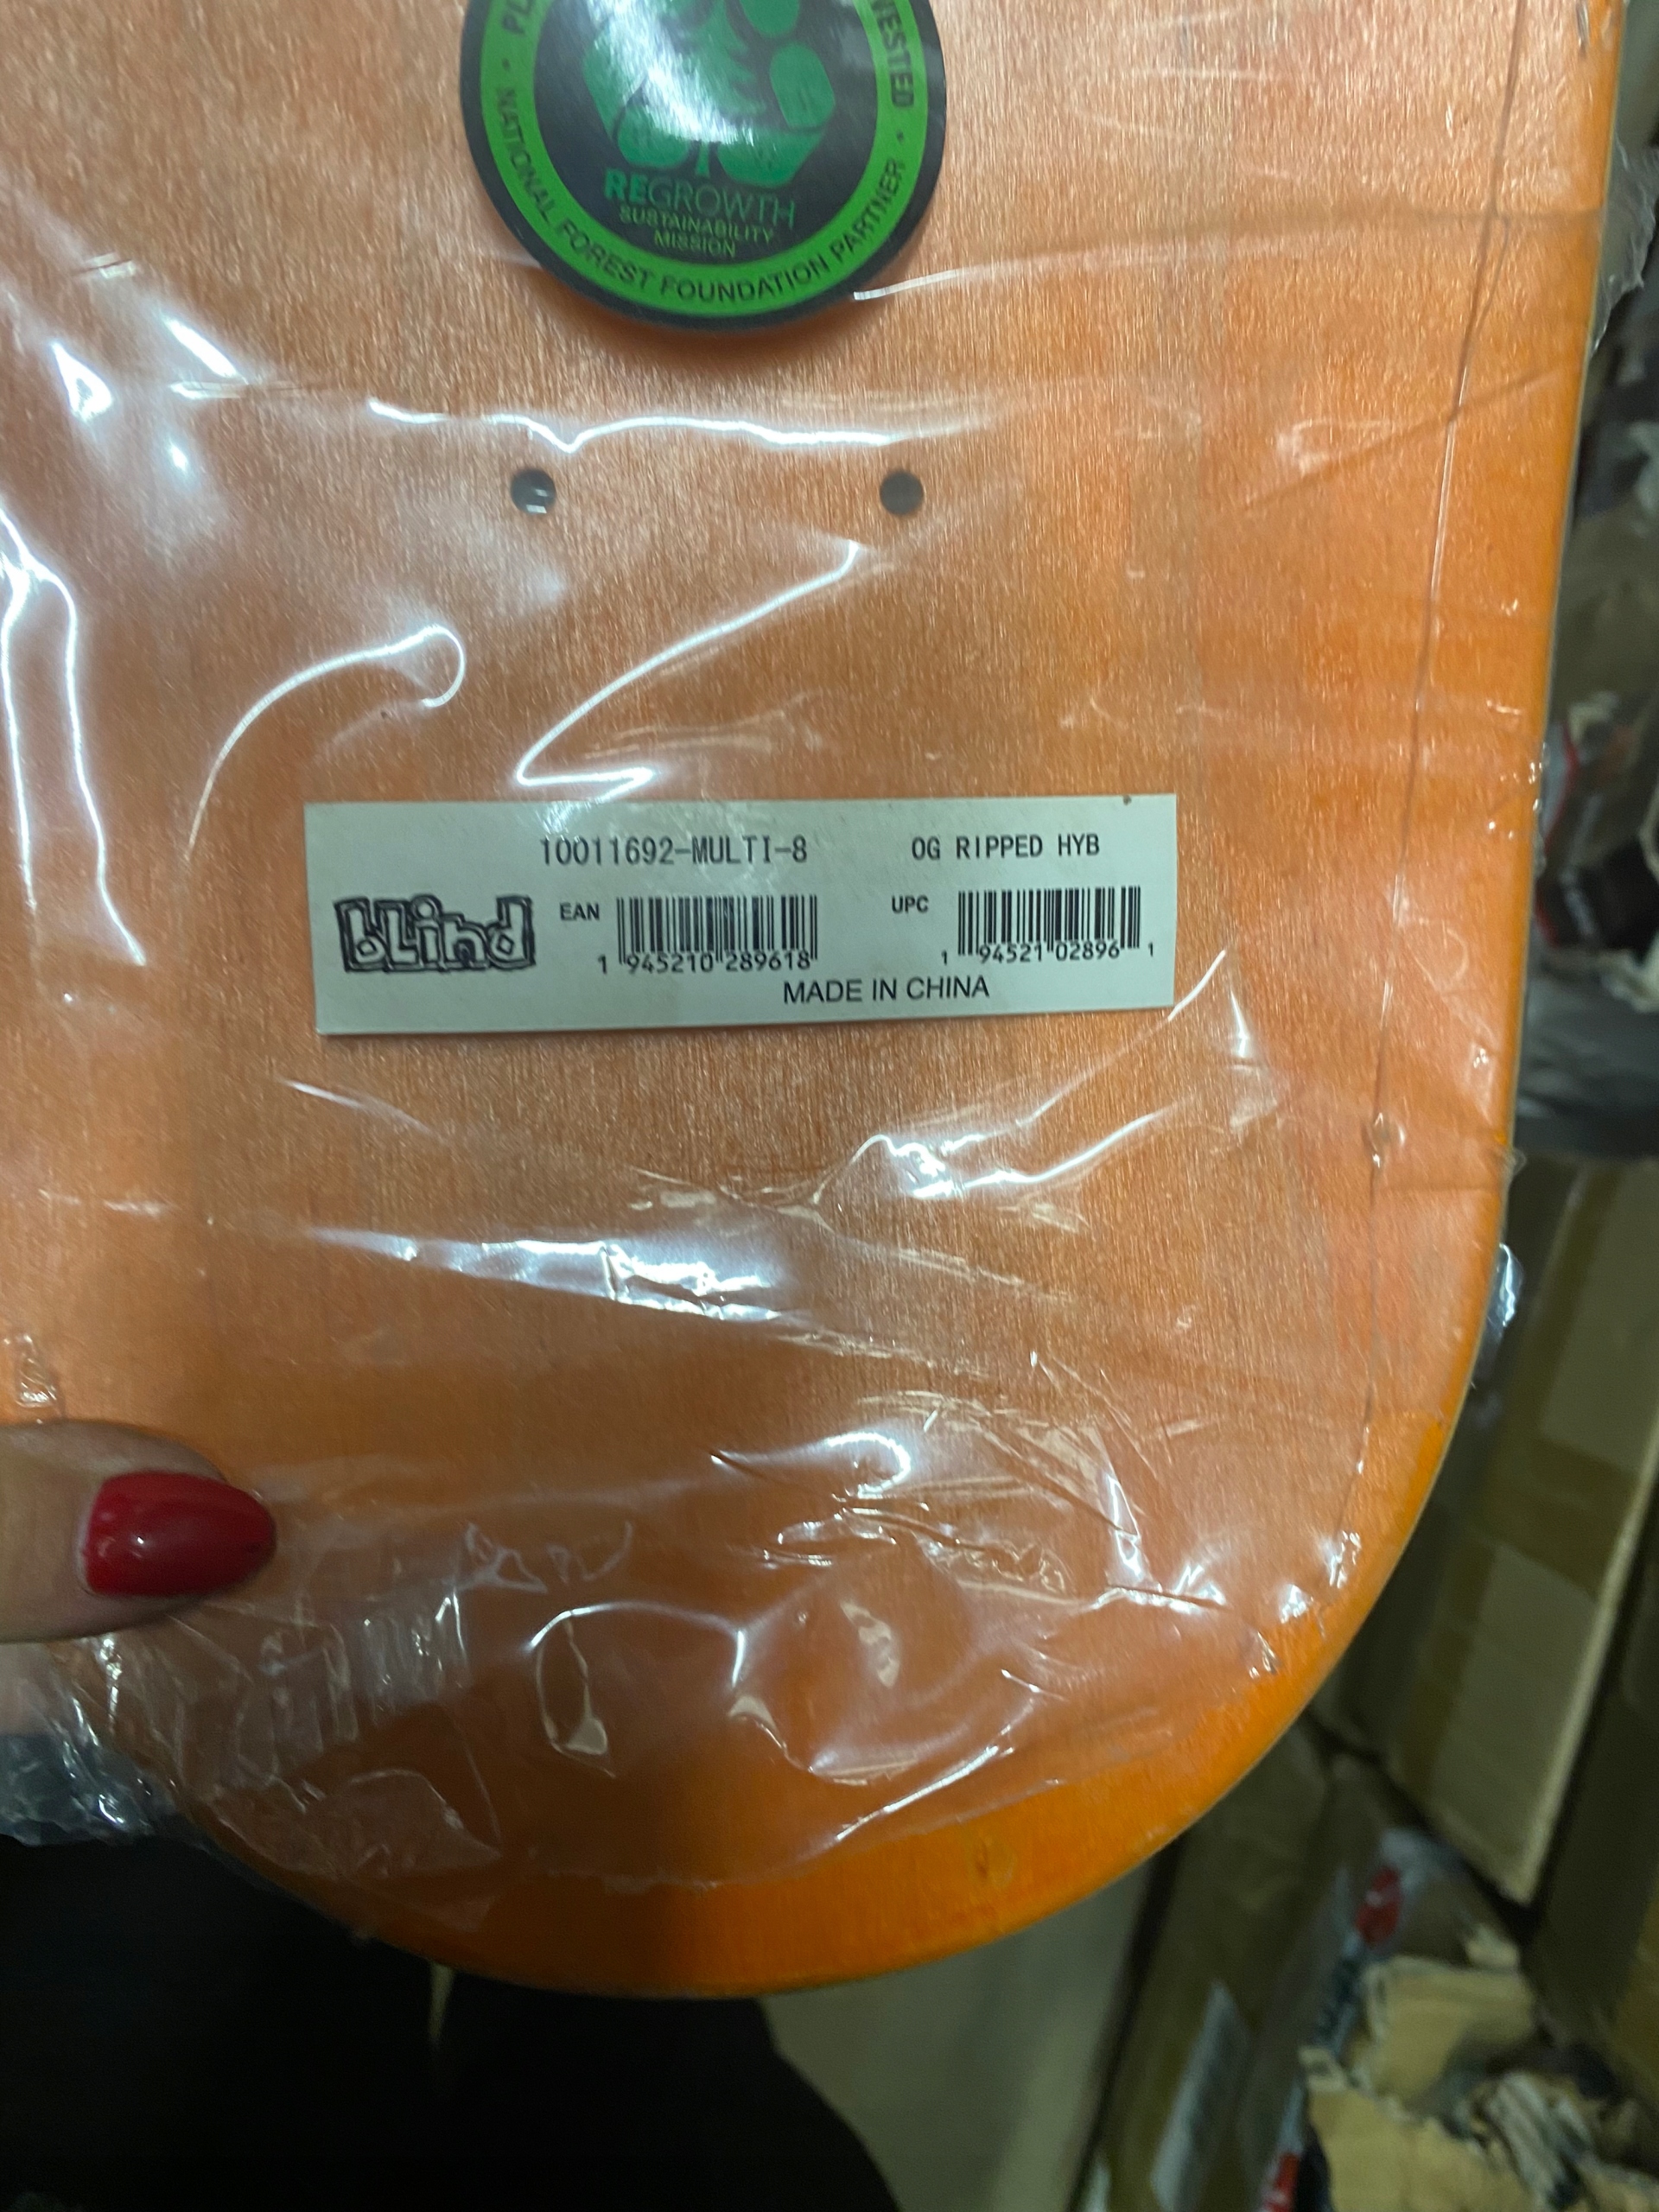 NATIONAL FOREST FOUNDATION PARTNER
REGROWTH
SUSTAINABILITY
MISSION
10011692-MULTI-8 OG RIPPED HYB
blind EAN UPC
1 945210 289618 1 94521 02896 1
MADE IN CHINA